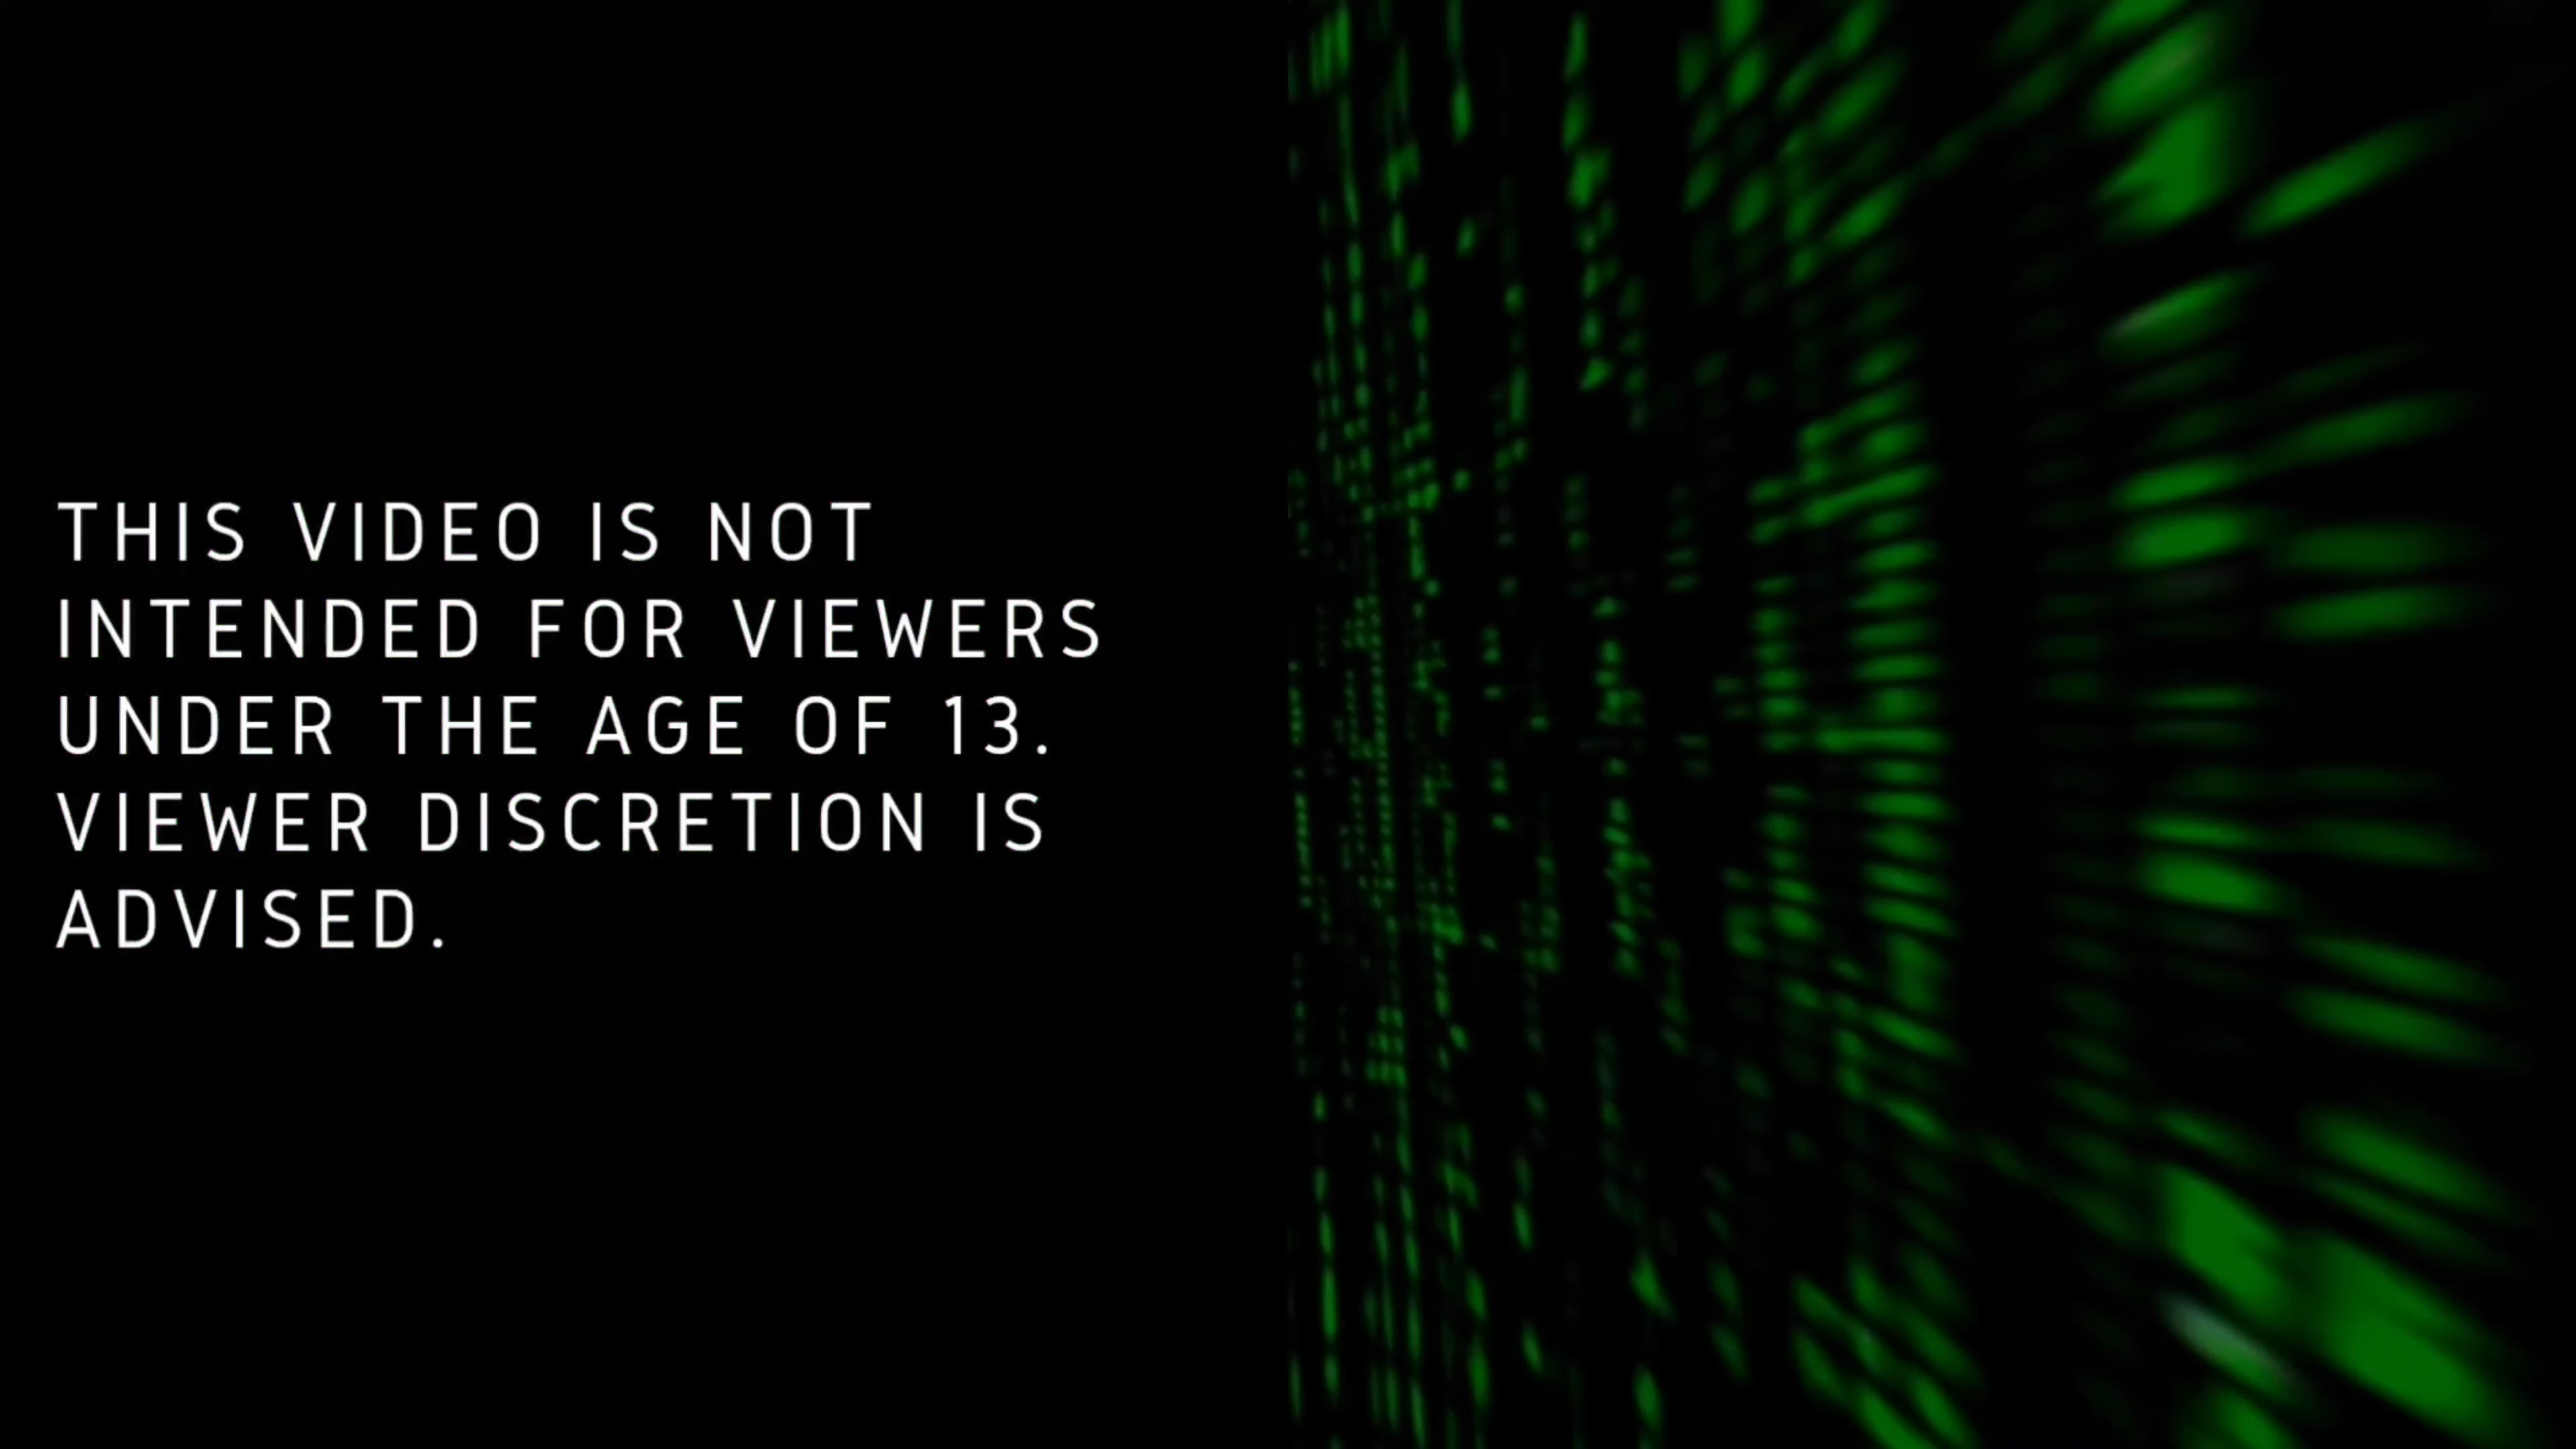 THIS VIDEO IS NOT
INTENDED FOR VIEWERS
UNDER THE AGE OF 13.
VIEWER DISCRETION IS
ADVISED.